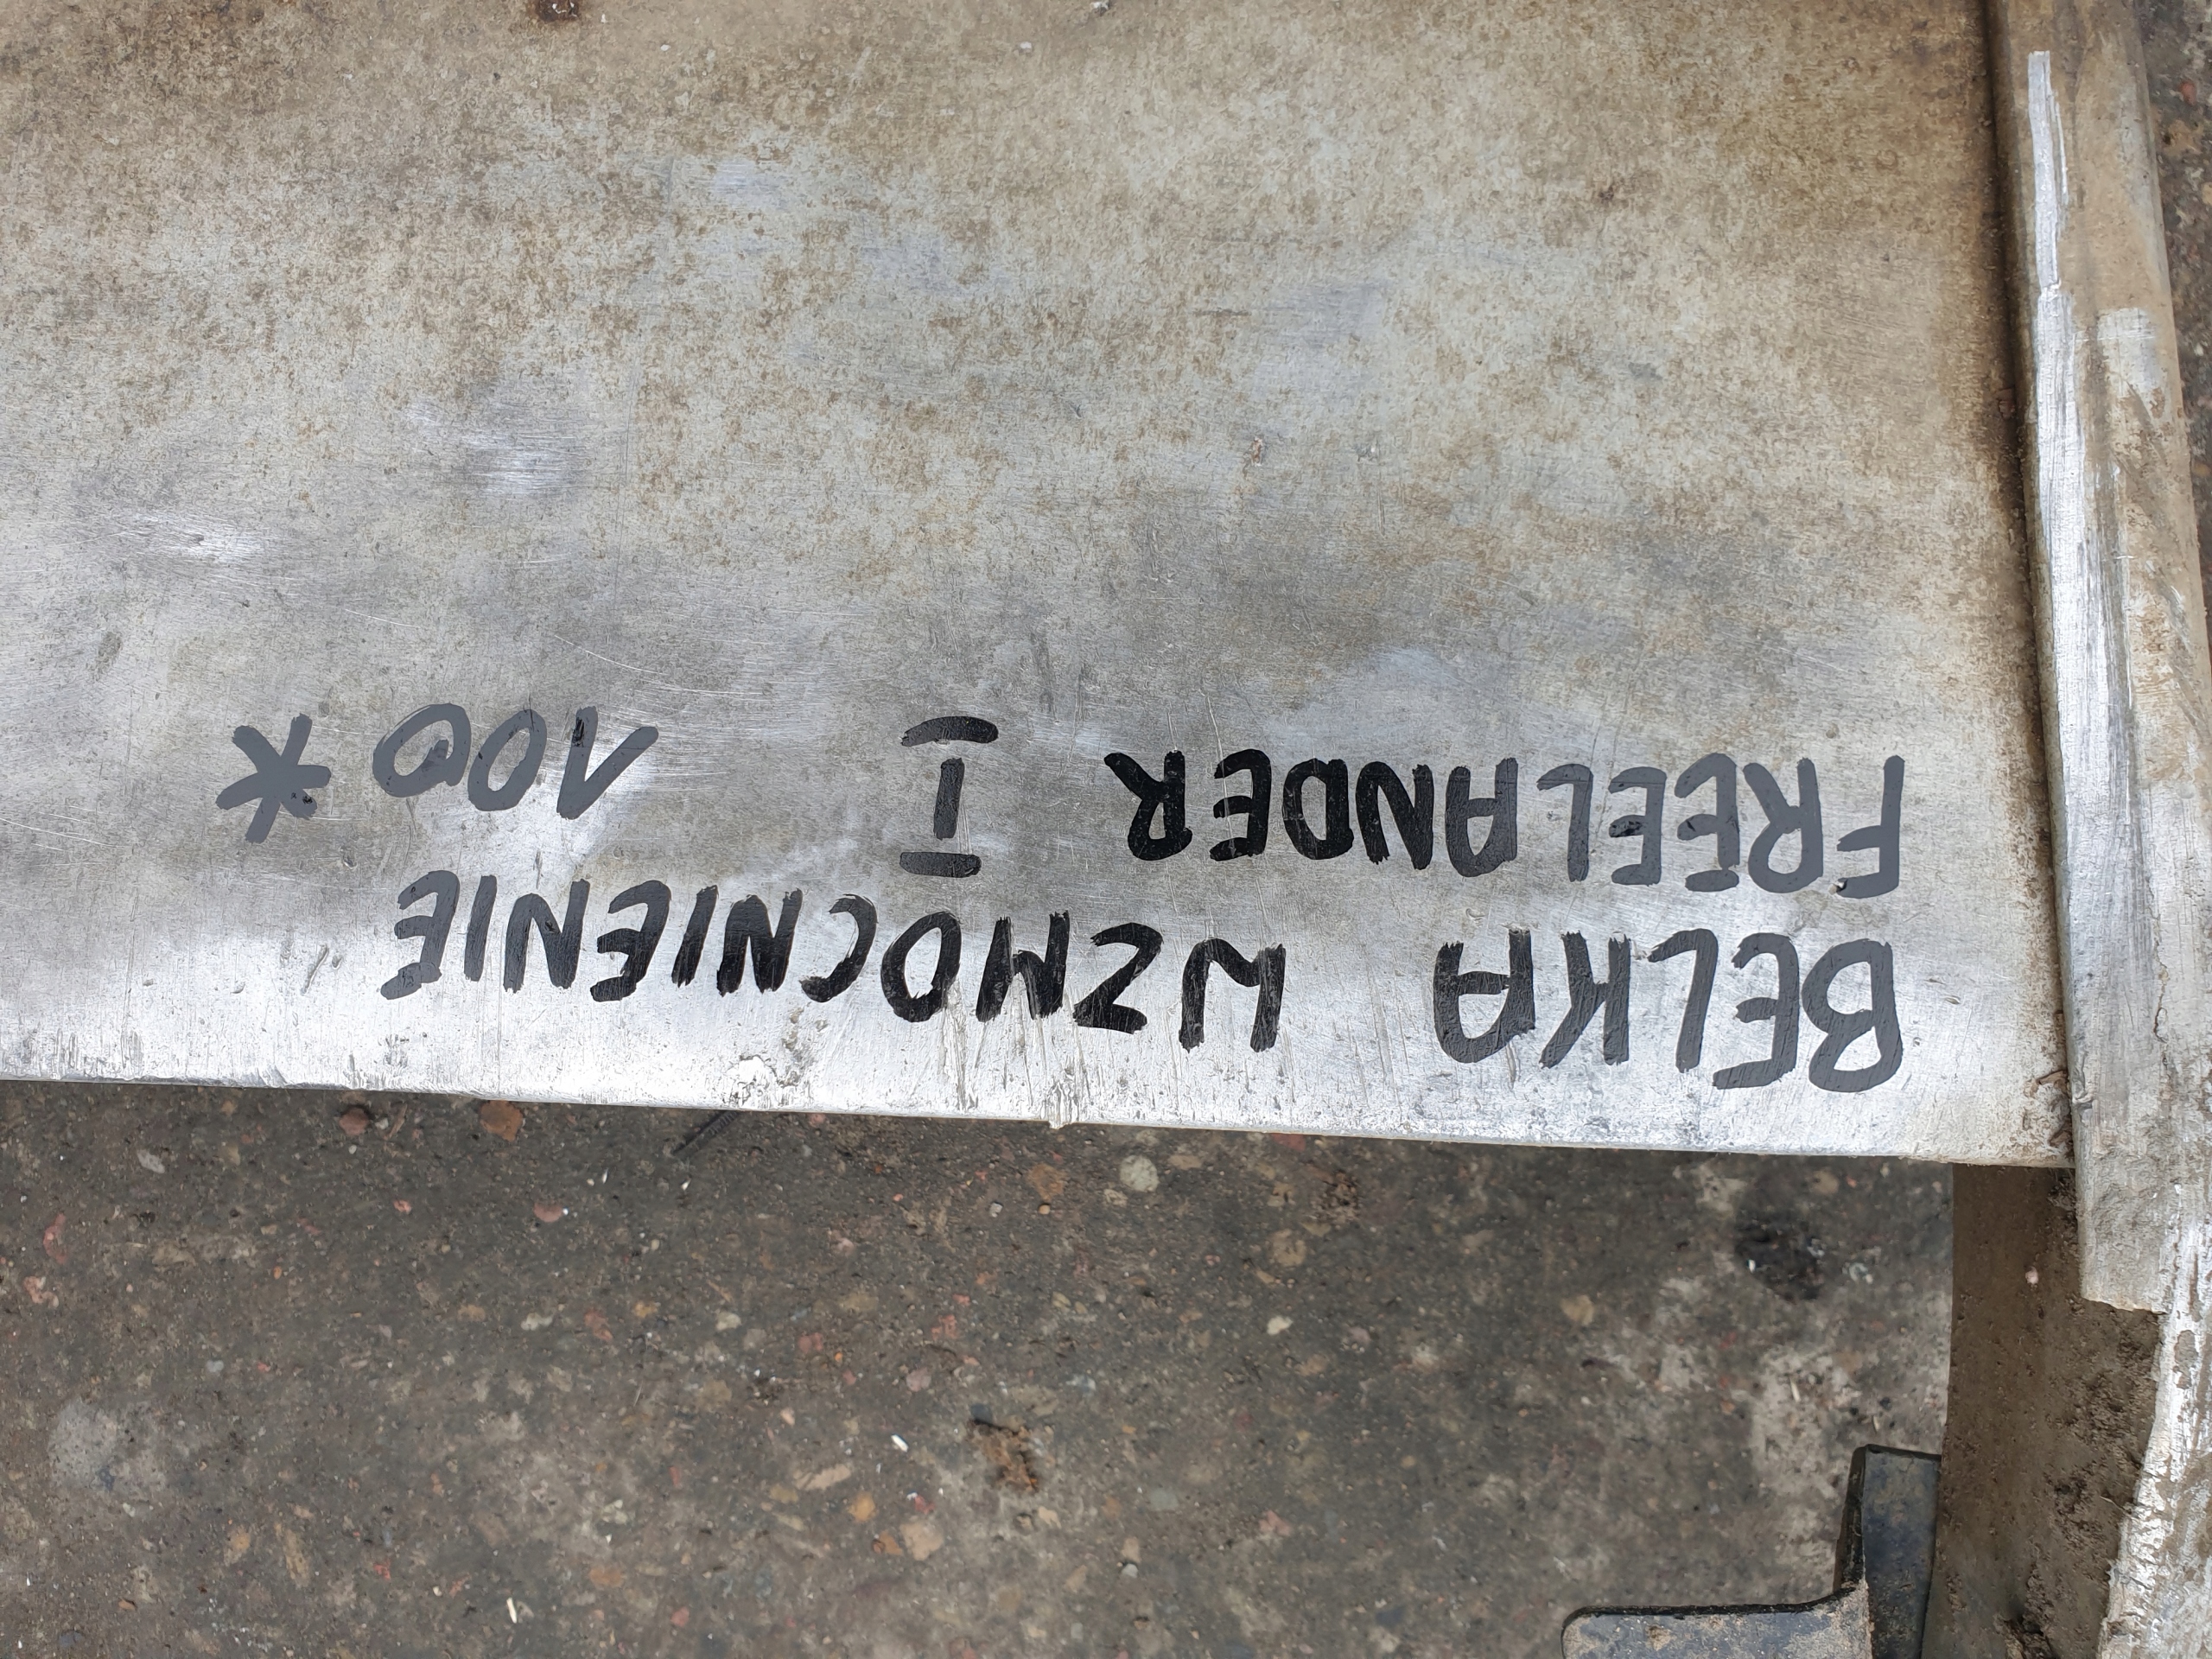 BELKA WZMOCNIENIE
FREELANDER I 100*